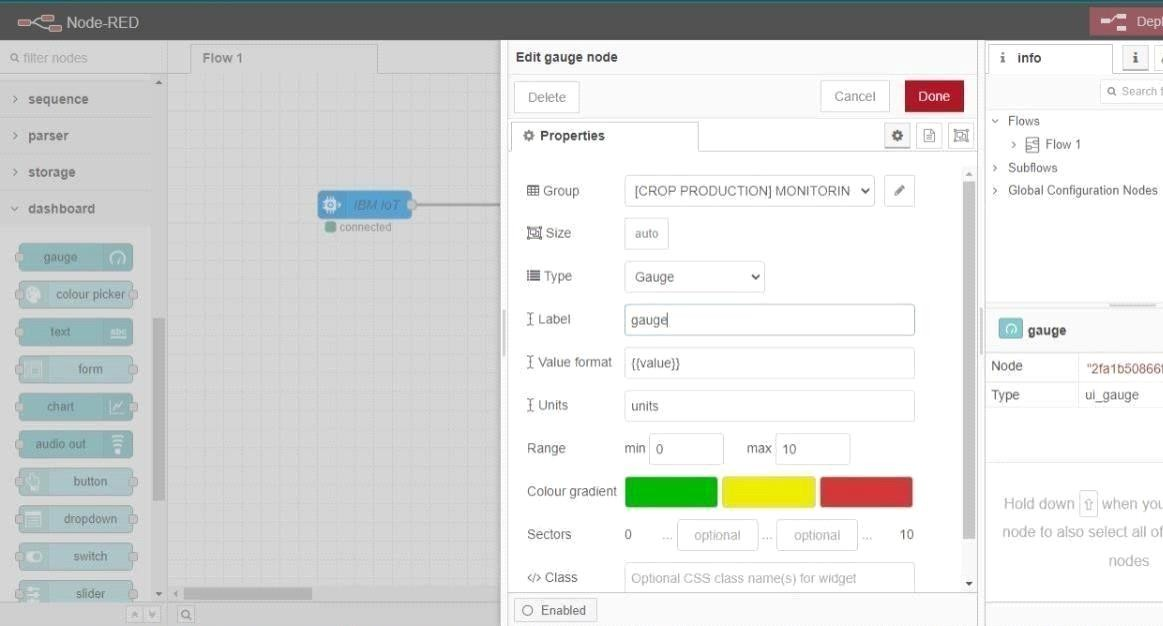 Node-RED
Depl
filter nodes
sequence
parser
storage
dashboard
gauge
colour picker
text
abc
form
chart
audio out
button
dropdown
switch
slider
Flow 1
IBM IoT
connected
Edit gauge node
Delete
Cancel
Done
Properties
Group
[CROP PRODUCTION] MONITORIN
Size
auto
Type
Gauge
Label
gauge
Value format
{{value}}
Units
units
Range
min 0 max 10
Colour gradient
Sectors
0 ... optional ... optional ... 10
</> Class
Optional CSS class name(s) for widget
Enabled
i info
i
Search f
Flows
Flow 1
Subflows
Global Configuration Nodes
gauge
Node "2fa1b50866f
Type ui_gauge
Hold down ⇧ when you
node to also select all of
nodes